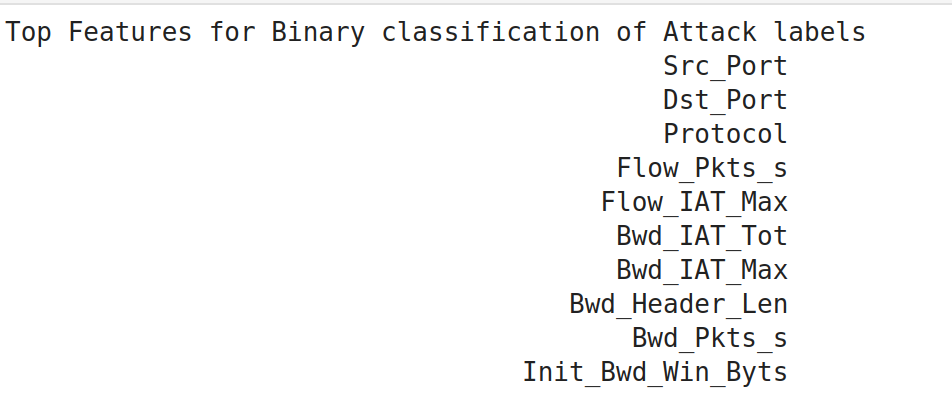 Top Features for Binary classification of Attack labels
Src_Port
Dst_Port
Protocol
Flow_Pkts_s
Flow_IAT_Max
Bwd_IAT_Tot
Bwd_IAT_Max
Bwd_Header_Len
Bwd_Pkts_s
Init_Bwd_Win_Byts